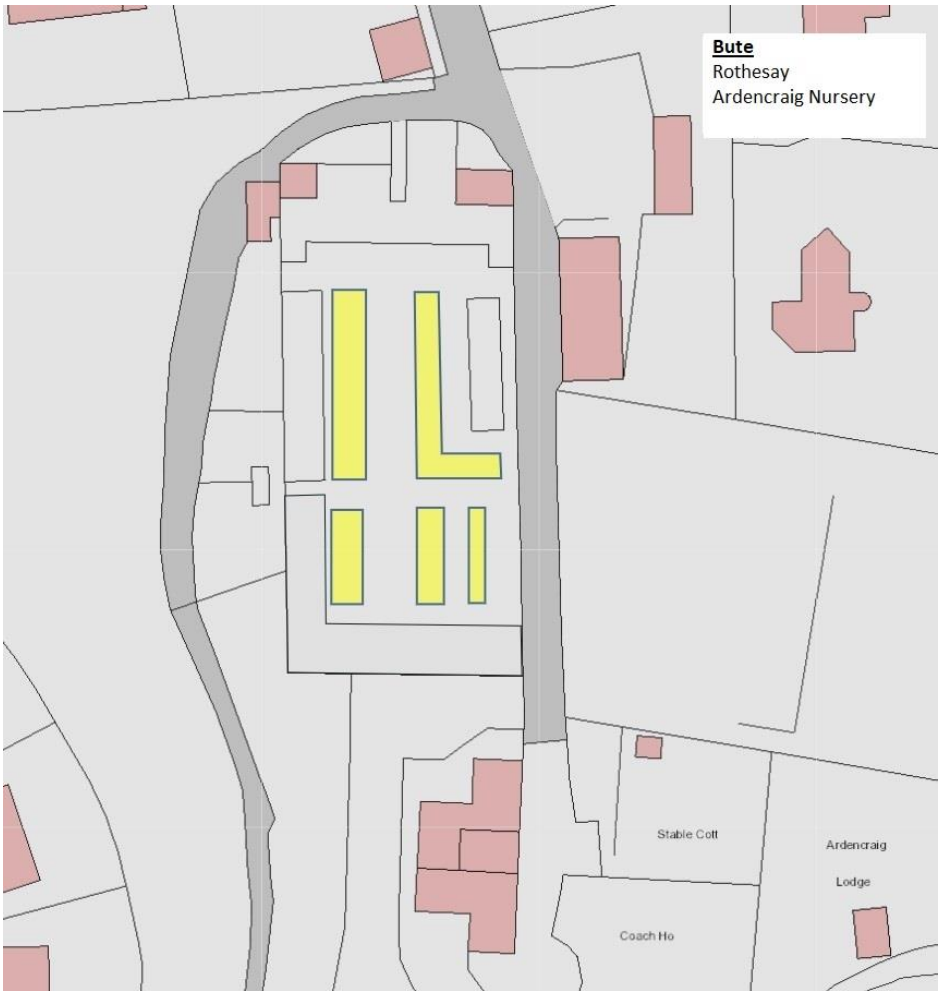 Bute
Rothesay
Ardencraig Nursery
Stable Cott
Ardencraig
Lodge
Coach Ho